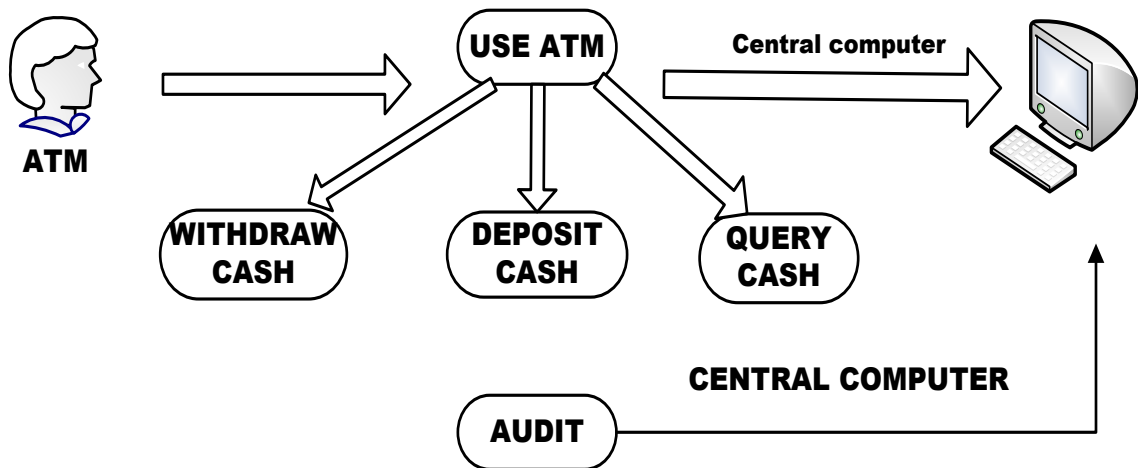 USE ATM
Central computer
ATM
WITHDRAW
CASH
DEPOSIT
CASH
QUERY
CASH
CENTRAL COMPUTER
AUDIT